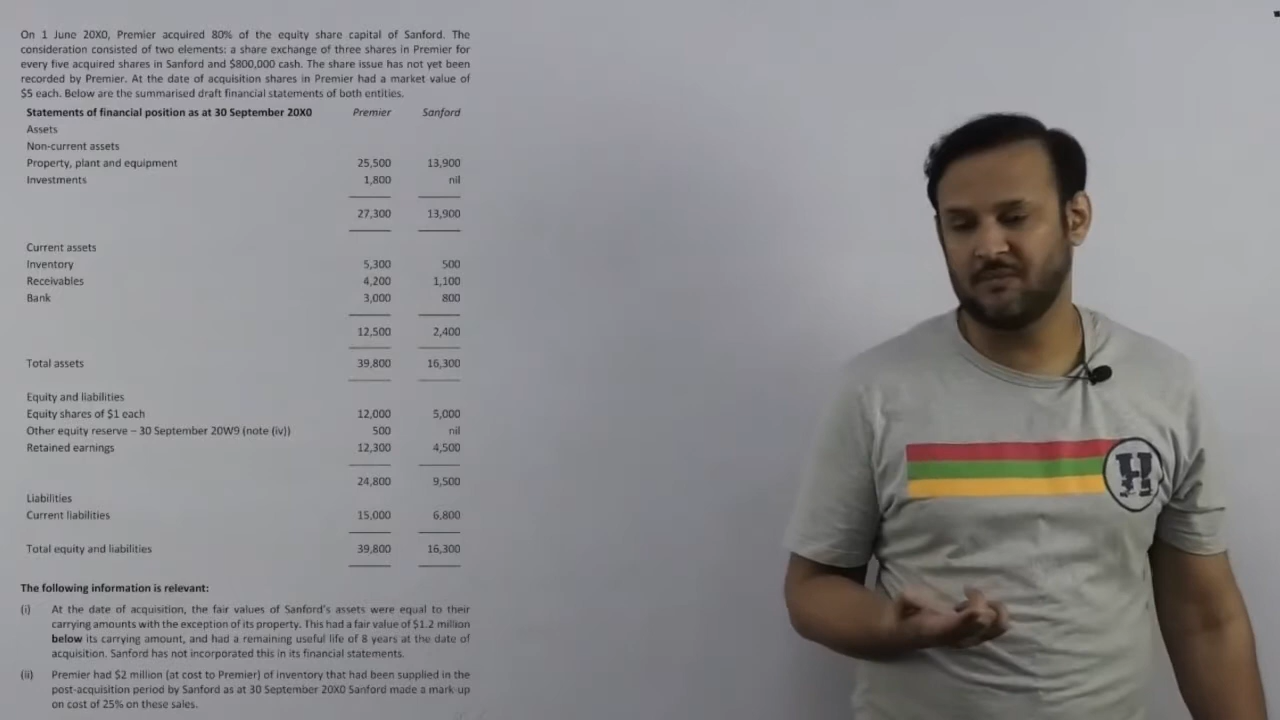 On 1 June 20X0, Premier acquired 80% of the equity share capital of Sanford. The
consideration consisted of two elements: a share exchange of three shares in Premier for
every five acquired shares in Sanford and $800,000 cash. The share issue has not yet been
recorded by Premier. At the date of acquisition shares in Premier had a market value of
$5 each. Below are the summarised draft financial statements of both entities.
Statements of financial position as at 30 September 20X0 Premier Sanford
Assets
Non-current assets
Property, plant and equipment 25,500 13,900
Investments 1,800 nil
27,300 13,900
Current assets
Inventory 5,300 500
Receivables 4,200 1,100
Bank 3,000 800
12,500 2,400
Total assets 39,800 16,300
Equity and liabilities
Equity shares of $1 each 12,000 5,000
Other equity reserve – 30 September 20W9 (note (iv)) 500 nil
Retained earnings 12,300 4,500
24,800 9,500
Liabilities
Current liabilities 15,000 6,800
Total equity and liabilities 39,800 16,300
The following information is relevant:
(i) At the date of acquisition, the fair values of Sanford's assets were equal to their
carrying amounts with the exception of its property. This had a fair value of $1.2 million
below its carrying amount, and had a remaining useful life of 8 years at the date of
acquisition. Sanford has not incorporated this in its financial statements.
(ii) Premier had $2 million (at cost to Premier) of inventory that had been supplied in the
post-acquisition period by Sanford as at 30 September 20X0 Sanford made a mark-up
on cost of 25% on these sales.
H